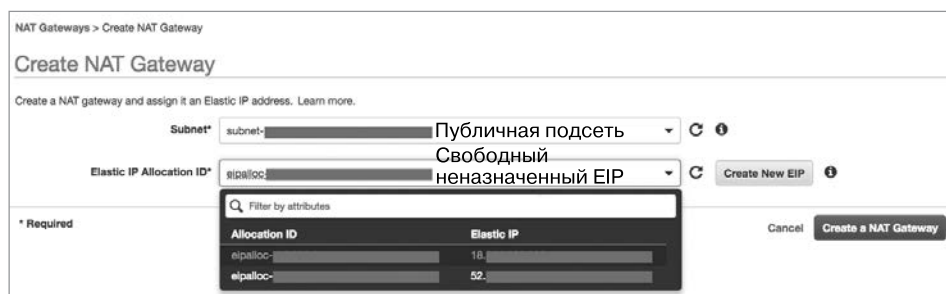 NAT Gateways > Create NAT Gateway
Create NAT Gateway
Create a NAT gateway and assign it an Elastic IP address. Learn more.
Subnet* subnet- Публичная подсеть
Elastic IP Allocation ID* eipalloc- Свободный
неназначенный EIP Create New EIP
Filter by attributes
* Required
Allocation ID Elastic IP
Cancel Create a NAT Gateway
eipalloc- 18.
eipalloc- 52.